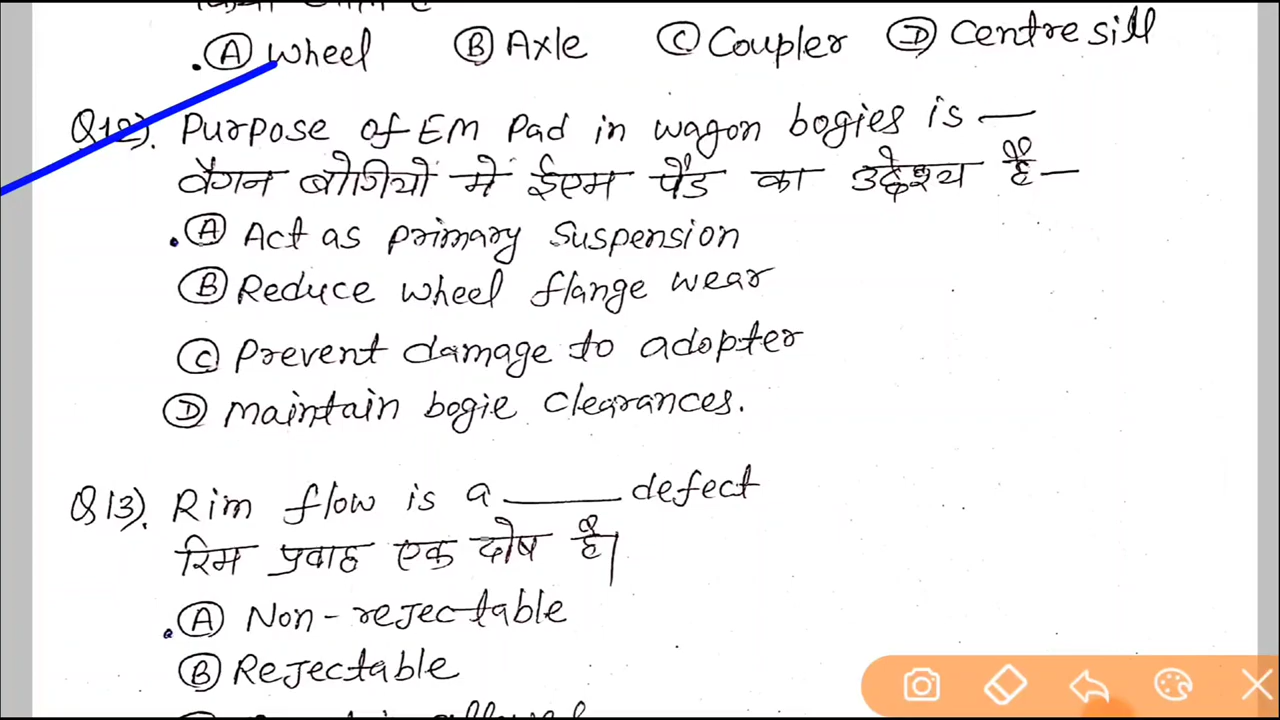 Ⓐ Wheel Ⓑ Axle Ⓒ Coupler Ⓓ Centre sill
Q12). Purpose of EM Pad in wagon bogies is —
वैगन बोगियों में ईएम पैड का उद्देश्य है —
Ⓐ Act as primary suspension
Ⓑ Reduce wheel flange wear
Ⓒ Prevent damage to adopter
Ⓓ Maintain bogie clearances.
Q13). Rim flow is a ______ defect
रिम प्रवाह एक दोष है।
Ⓐ Non-rejectable
Ⓑ Rejectable